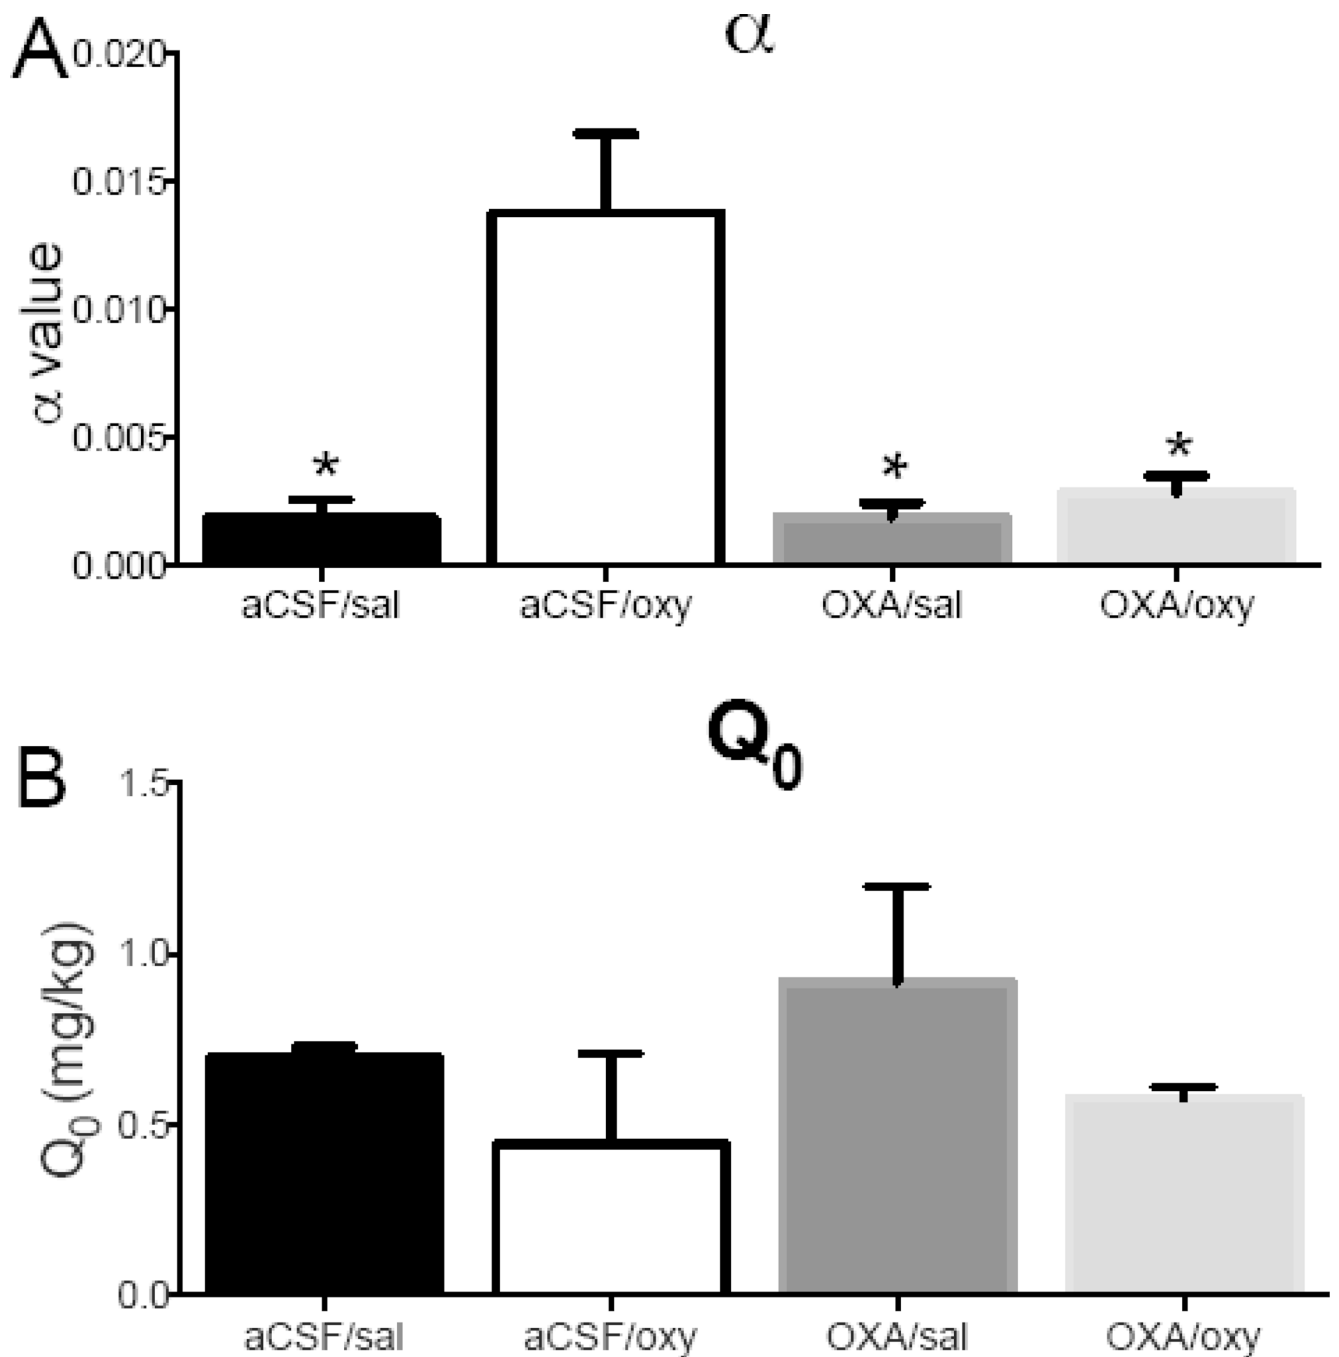 A
α
α value
0.020
0.015
0.010
0.005
0.000
*
*
*
aCSF/sal aCSF/oxy OXA/sal OXA/oxy
B
Q0
Q0 (mg/kg)
1.5
1.0
0.5
0.0
aCSF/sal aCSF/oxy OXA/sal OXA/oxy